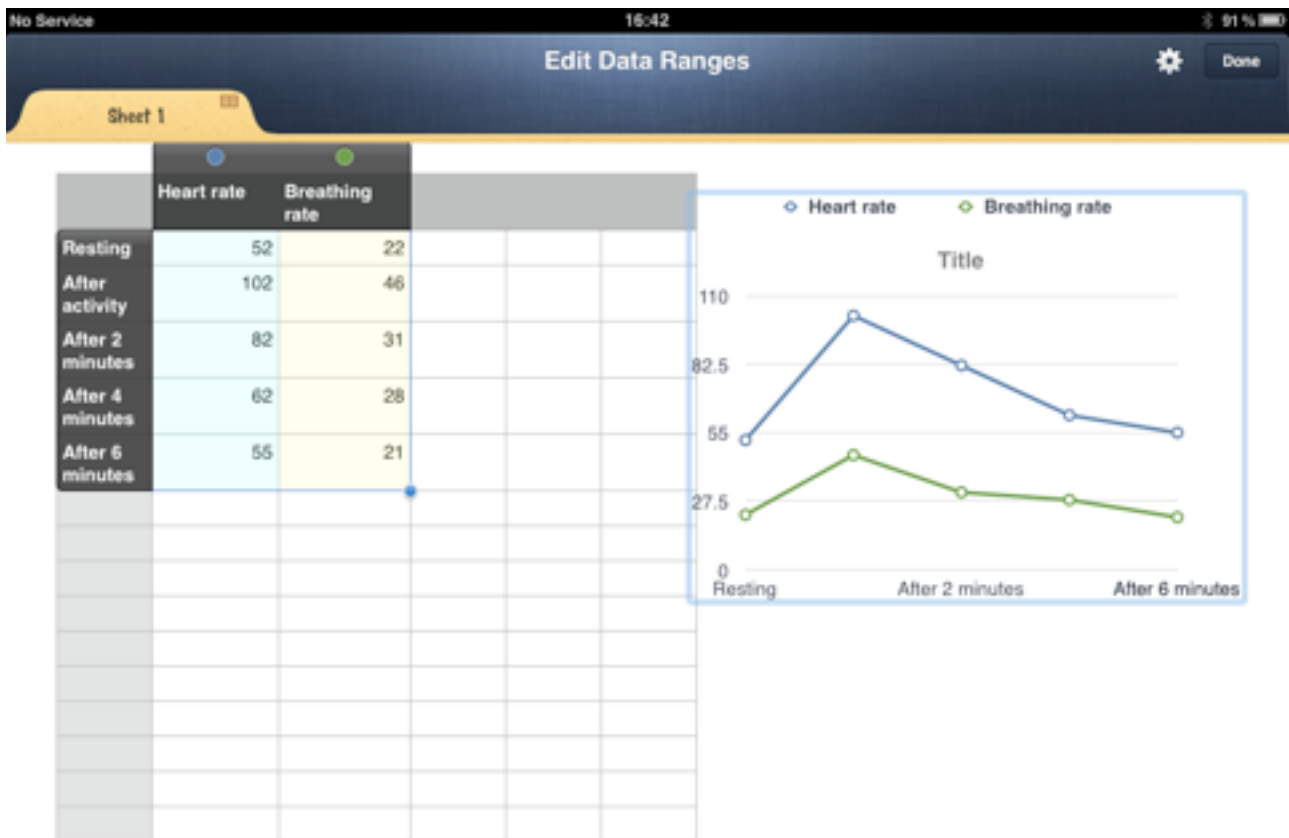 No Service 16:42 91 %
Edit Data Ranges Done
Sheet 1
Heart rate Breathing
rate
Resting 52 22
After 102 46
activity
After 2 82 31
minutes
After 4 62 28
minutes
After 6 55 21
minutes
Heart rate Breathing rate
Title
110
82.5
55
27.5
0
Resting After 2 minutes After 6 minutes